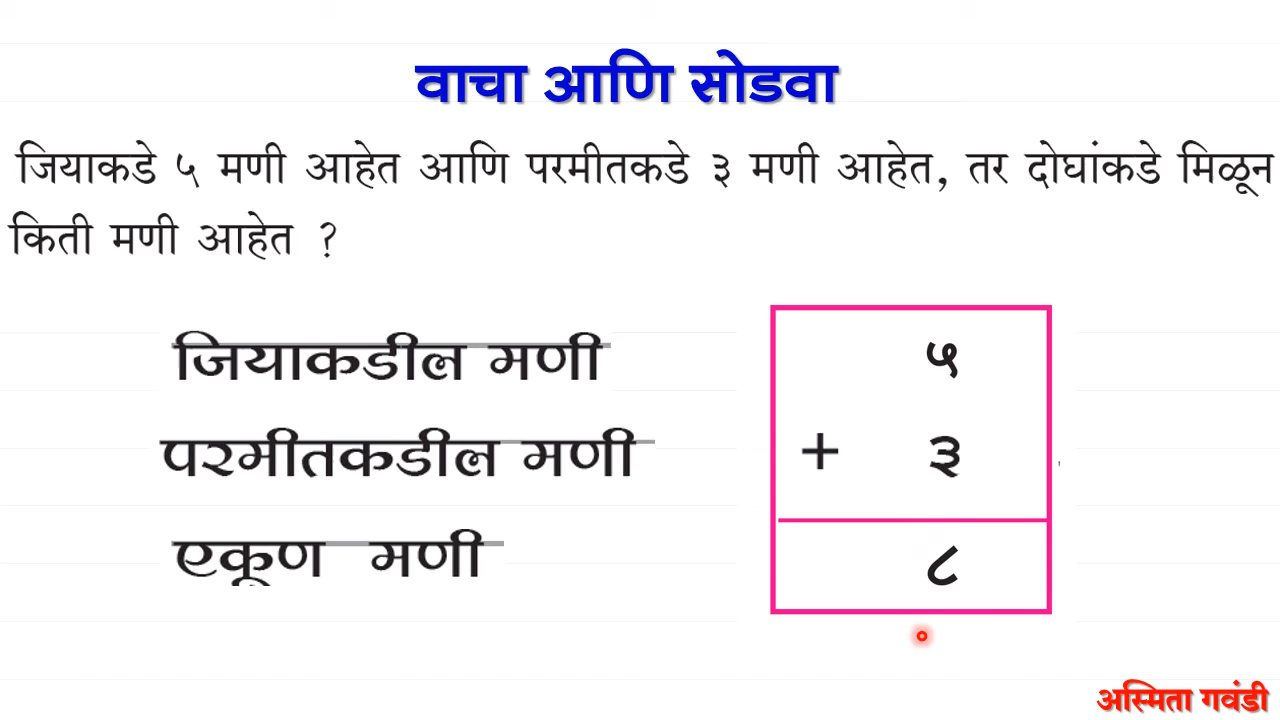 वाचा आणि सोडवा
जियाकडे ५ मणी आहेत आणि परमीतकडे ३ मणी आहेत, तर दोघांकडे मिळून
किती मणी आहेत ?
जियाकडील मणी ५
परमीतकडील मणी + ३
एकूण मणी ८
अस्मिता गवंडी